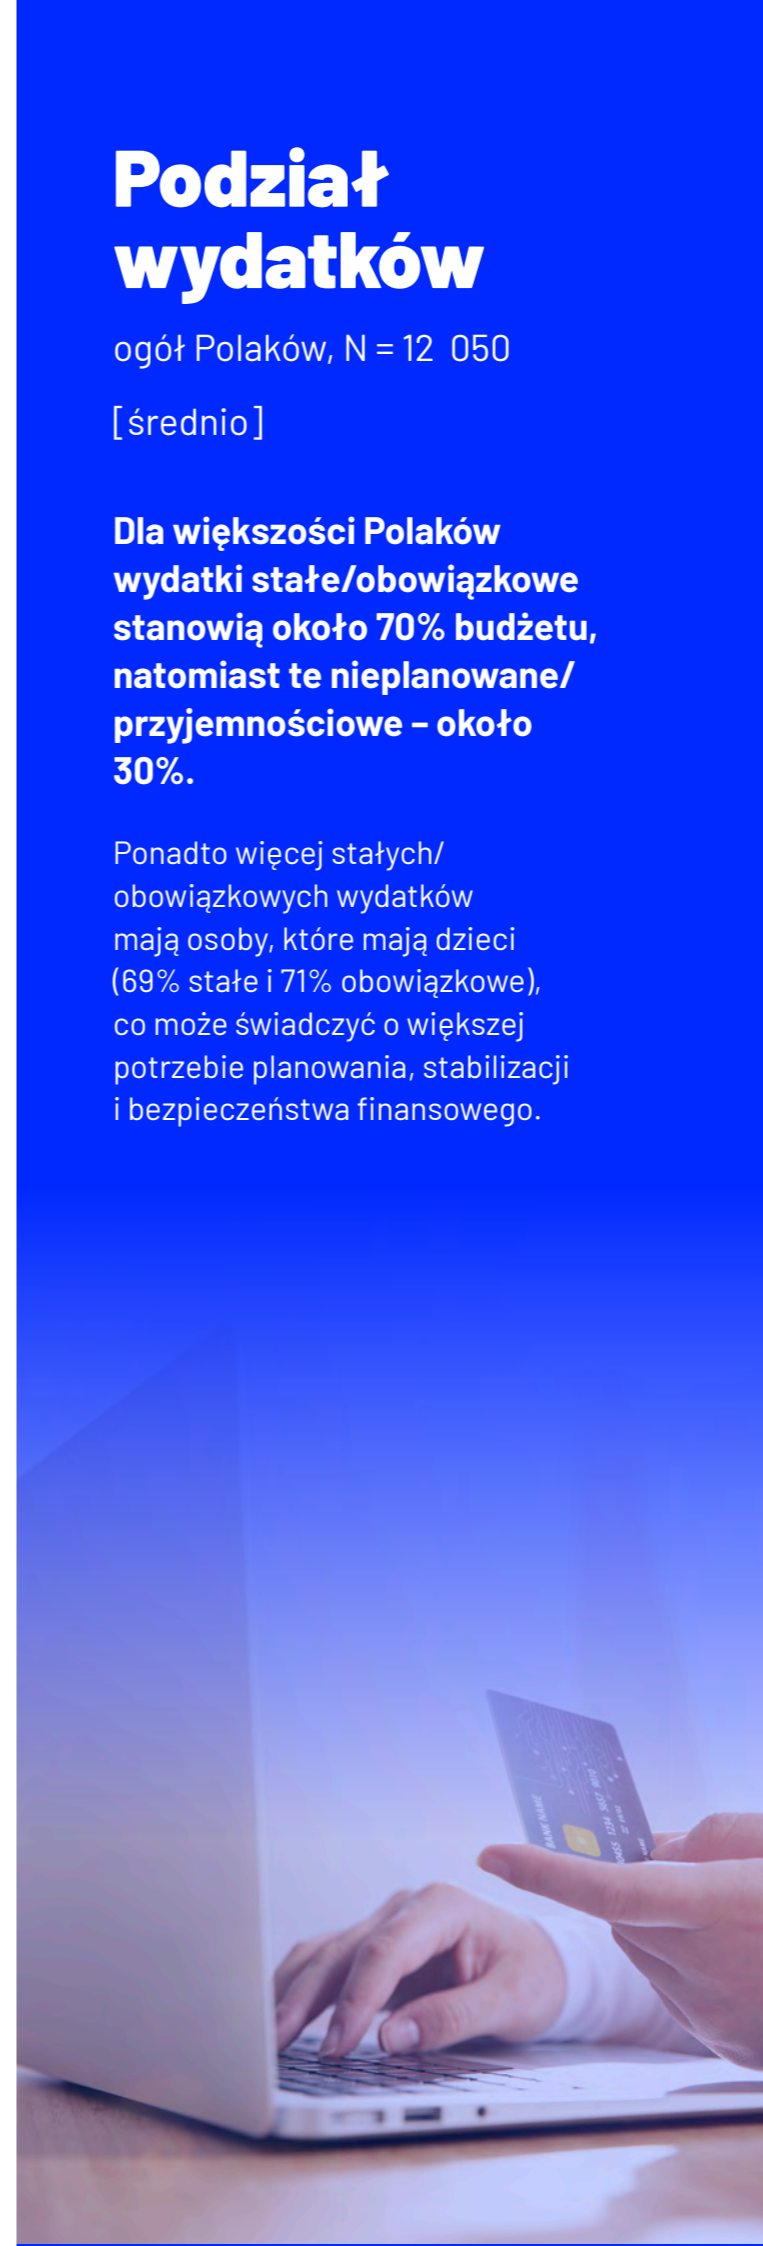 Podział
wydatków
ogół Polaków, N = 12 050
[średnio]
Dla większości Polaków
wydatki stałe/obowiązkowe
stanowią około 70% budżetu,
natomiast te nieplanowane/
przyjemnościowe – około
30%.
Ponadto więcej stałych/
obowiązkowych wydatków
mają osoby, które mają dzieci
(69% stałe i 71% obowiązkowe),
co może świadczyć o większej
potrzebie planowania, stabilizacji
i bezpieczeństwa finansowego.
BANK NAME